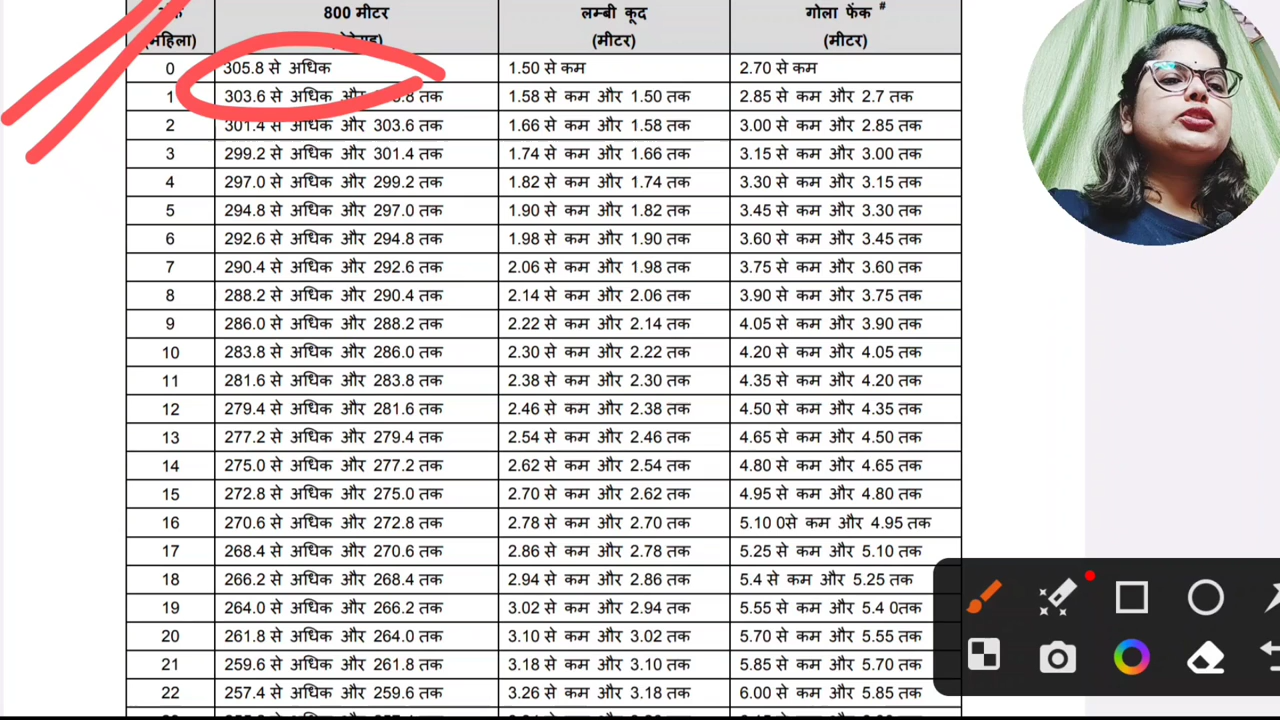 800 मीटर लम्बी कूद गोला फेंक #
(महिला) (मीटर) (मीटर)
0 305.8 से अधिक 1.50 से कम 2.70 से कम
1 303.6 से अधिक और तक 1.58 से कम और 1.50 तक 2.85 से कम और 2.7 तक
2 301.4 से अधिक और 303.6 तक 1.66 से कम और 1.58 तक 3.00 से कम और 2.85 तक
3 299.2 से अधिक और 301.4 तक 1.74 से कम और 1.66 तक 3.15 से कम और 3.00 तक
4 297.0 से अधिक और 299.2 तक 1.82 से कम और 1.74 तक 3.30 से कम और 3.15 तक
5 294.8 से अधिक और 297.0 तक 1.90 से कम और 1.82 तक 3.45 से कम और 3.30 तक
6 292.6 से अधिक और 294.8 तक 1.98 से कम और 1.90 तक 3.60 से कम और 3.45 तक
7 290.4 से अधिक और 292.6 तक 2.06 से कम और 1.98 तक 3.75 से कम और 3.60 तक
8 288.2 से अधिक और 290.4 तक 2.14 से कम और 2.06 तक 3.90 से कम और 3.75 तक
9 286.0 से अधिक और 288.2 तक 2.22 से कम और 2.14 तक 4.05 से कम और 3.90 तक
10 283.8 से अधिक और 286.0 तक 2.30 से कम और 2.22 तक 4.20 से कम और 4.05 तक
11 281.6 से अधिक और 283.8 तक 2.38 से कम और 2.30 तक 4.35 से कम और 4.20 तक
12 279.4 से अधिक और 281.6 तक 2.46 से कम और 2.38 तक 4.50 से कम और 4.35 तक
13 277.2 से अधिक और 279.4 तक 2.54 से कम और 2.46 तक 4.65 से कम और 4.50 तक
14 275.0 से अधिक और 277.2 तक 2.62 से कम और 2.54 तक 4.80 से कम और 4.65 तक
15 272.8 से अधिक और 275.0 तक 2.70 से कम और 2.62 तक 4.95 से कम और 4.80 तक
16 270.6 से अधिक और 272.8 तक 2.78 से कम और 2.70 तक 5.10 0से कम और 4.95 तक
17 268.4 से अधिक और 270.6 तक 2.86 से कम और 2.78 तक 5.25 से कम और 5.10 तक
18 266.2 से अधिक और 268.4 तक 2.94 से कम और 2.86 तक 5.4 से कम और 5.25 तक
19 264.0 से अधिक और 266.2 तक 3.02 से कम और 2.94 तक 5.55 से कम और 5.4 0तक
20 261.8 से अधिक और 264.0 तक 3.10 से कम और 3.02 तक 5.70 से कम और 5.55 तक
21 259.6 से अधिक और 261.8 तक 3.18 से कम और 3.10 तक 5.85 से कम और 5.70 तक
22 257.4 से अधिक और 259.6 तक 3.26 से कम और 3.18 तक 6.00 से कम और 5.85 तक